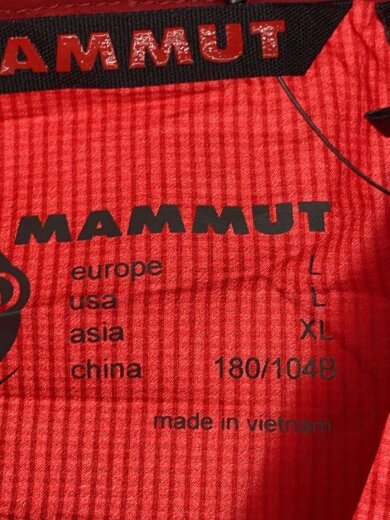 MAMMUT
MAMMUT
europe L
usa L
asia XL
china 180/104B
made in vietnam